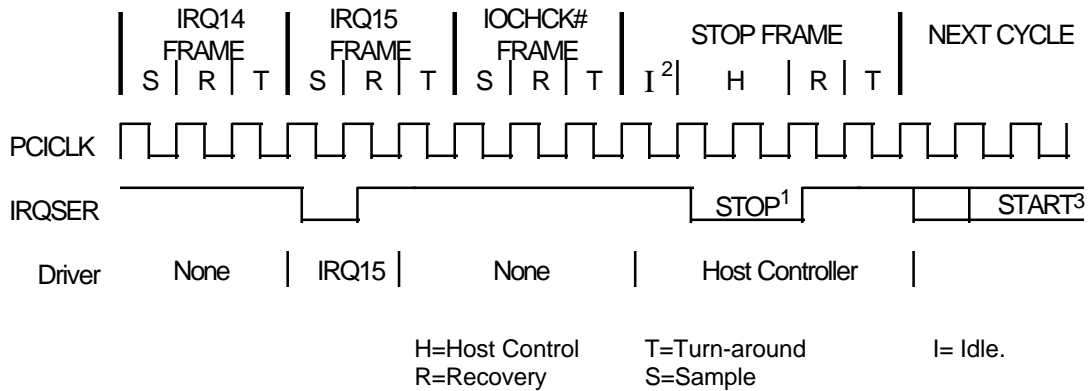 IRQ14 FRAME
IRQ15 FRAME
IOCHCK# FRAME
STOP FRAME
NEXT CYCLE
S R T S R T S R T I 2 H R T
PCICLK
IRQSER STOP1 START3
Driver None IRQ15 None Host Controller
H=Host Control T=Turn-around I= Idle.
R=Recovery S=Sample